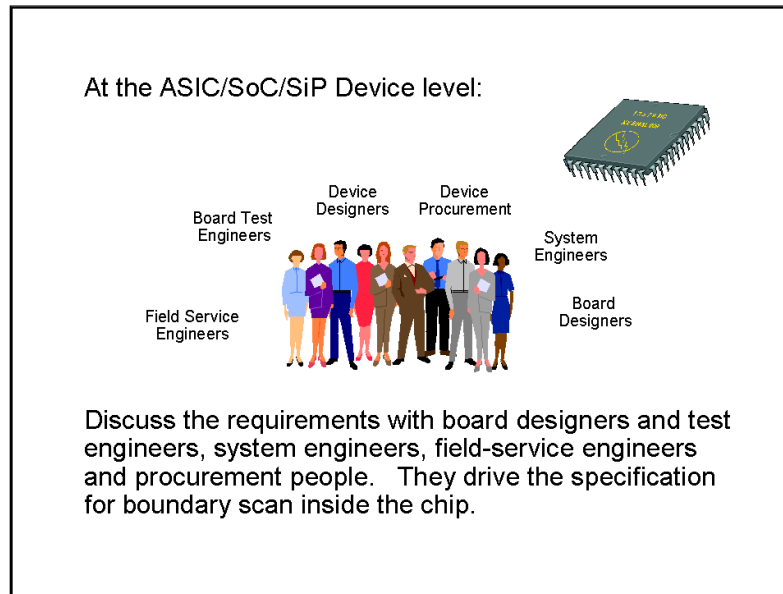 At the ASIC/SoC/SiP Device level:
Device
Designers
Device
Procurement
Board Test
Engineers
System
Engineers
Field Service
Engineers
Board
Designers
Discuss the requirements with board designers and test
engineers, system engineers, field-service engineers
and procurement people.   They drive the specification
for boundary scan inside the chip.